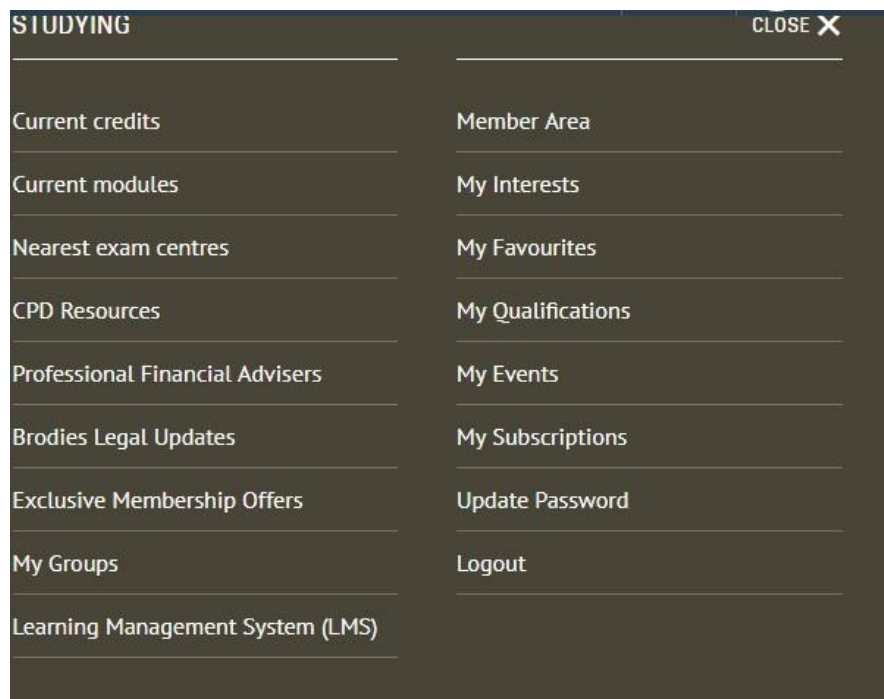 STUDYING
CLOSE X
Current credits
Current modules
Nearest exam centres
CPD Resources
Professional Financial Advisers
Brodies Legal Updates
Exclusive Membership Offers
My Groups
Learning Management System (LMS)
Member Area
My Interests
My Favourites
My Qualifications
My Events
My Subscriptions
Update Password
Logout